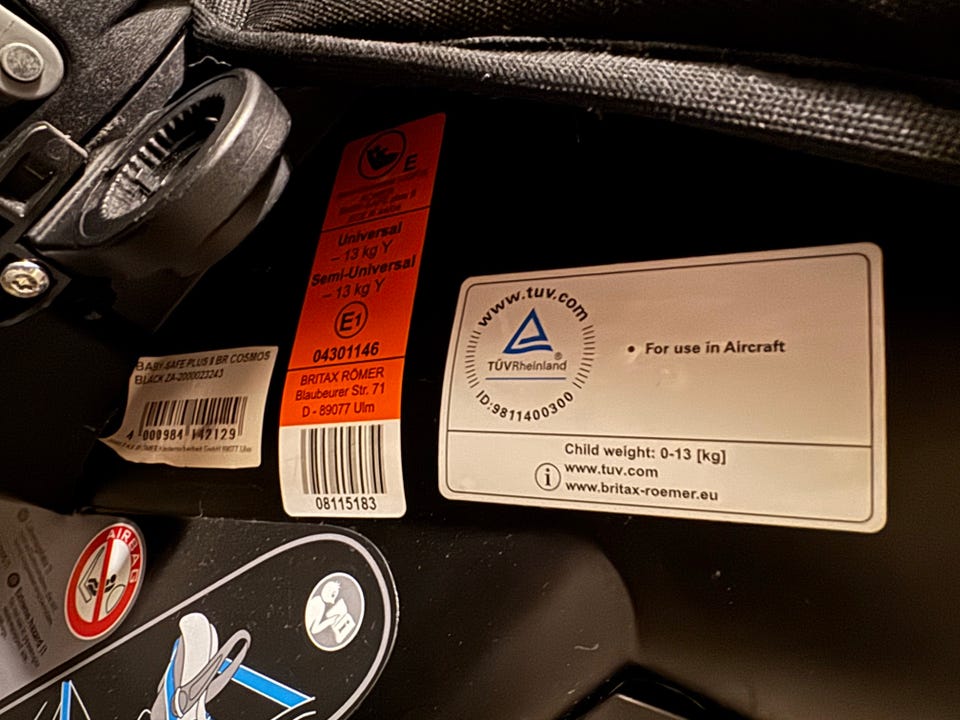 BABY-SAFE PLUS II BR COSMOS
BLACK ZA-2000023243
4 000984 142129
E
Universal
– 13 kg Y
Semi-Universal
– 13 kg Y
E1
04301146
BRITAX RÖMER
Blaubeurer Str. 71
D - 89077 Ulm
08115183
www.tuv.com
TÜVRheinland®
ID:9811400300
• For use in Aircraft
Child weight: 0-13 [kg]
i www.tuv.com
www.britax-roemer.eu
AIRBAG